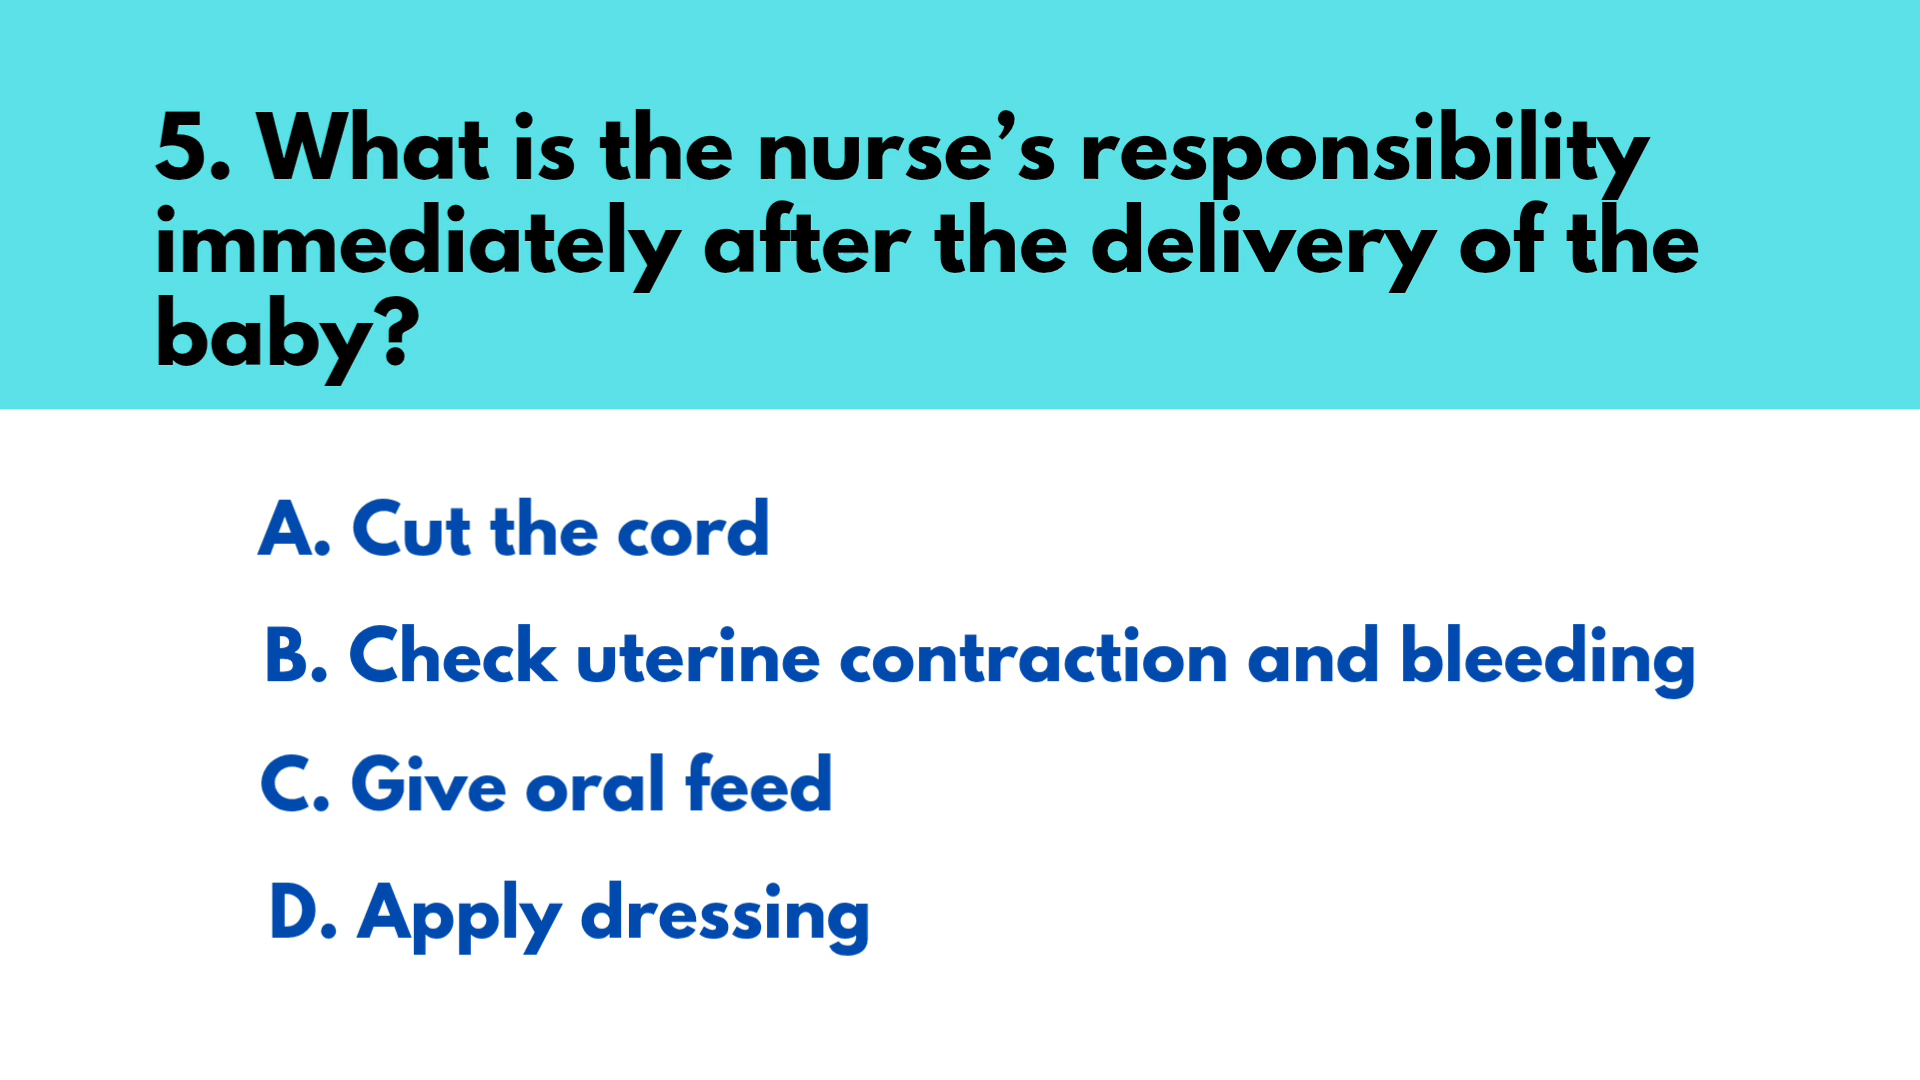 5. What is the nurse’s responsibility
immediately after the delivery of the
baby?
A. Cut the cord
B. Check uterine contraction and bleeding
C. Give oral feed
D. Apply dressing